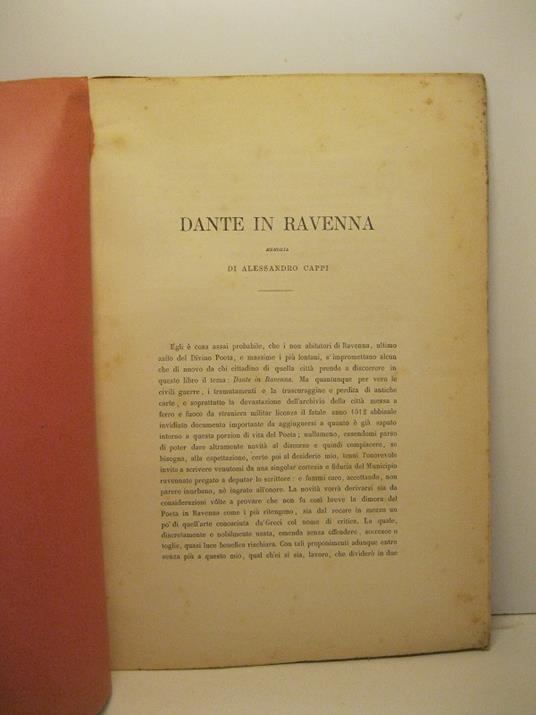 DANTE IN RAVENNA
MEMORIA
DI ALESSANDRO CAPPI
Egli è cosa assai probabile, che i non abitatori di Ravenna, ultimo
asilo del Divino Poeta, e massime i più lontani, s'impromettano alcun
che di nuovo da chi cittadino di quella città prende a discorrere in
questo libro il tema: Dante in Ravenna. Ma quantunque per vero le
civili guerre, i tramutamenti e la trascuraggine e perdita di antiche
carte, e soprattutto la devastazione dell'archivio della città messa a
ferro e fuoco da straniera militar licenza il fatale anno 1512 abbianle
invidiato documento importante da aggiungersi a quanto è già saputo
intorno a questa porzion di vita del Poeta; nullameno, essendomi parso
di poter dare altramente novità al discorso e quindi compiacere, se
bisogna, alla espettazione, certo poi al desiderio mio, tenni l'onorevole
invito a scrivere venutomi da una singolar cortesia e fiducia del Municipio
ravennate pregato a deputar lo scrittore: e funmi caro, accettando, non
parere inurbano, nè ingrato all'onore. La novità vorrà derivarsi sia da
considerazioni vôlte a provare che non fu così breve la dimora del
Poeta in Ravenna come i più ritengono, sia dal recare in mezzo un
po' di quell'arte conosciuta da' Greci col nome di critica. La quale,
discretamente e nobilmente usata, emenda senza offendere, accresce o
toglie, quasi luce benefica rischiara. Con tali proponimenti adunque entro
senza più a questo mio, qual ch'ei si sia, lavoro, che dividerò in due